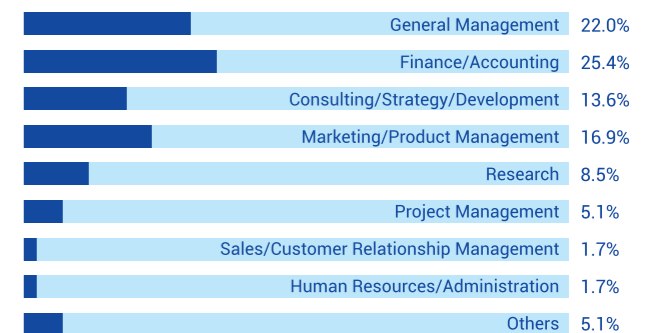 General Management 22.0%
Finance/Accounting 25.4%
Consulting/Strategy/Development 13.6%
Marketing/Product Management 16.9%
Research 8.5%
Project Management 5.1%
Sales/Customer Relationship Management 1.7%
Human Resources/Administration 1.7%
Others 5.1%